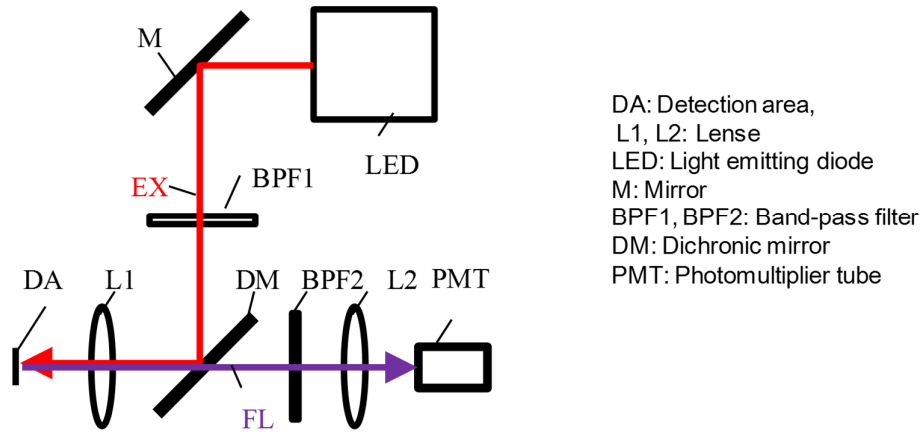 M
LED
EX
BPF1
DA
L1
DM
BPF2
L2
PMT
FL
DA: Detection area,
L1, L2: Lense
LED: Light emitting diode
M: Mirror
BPF1, BPF2: Band-pass filter
DM: Dichronic mirror
PMT: Photomultiplier tube